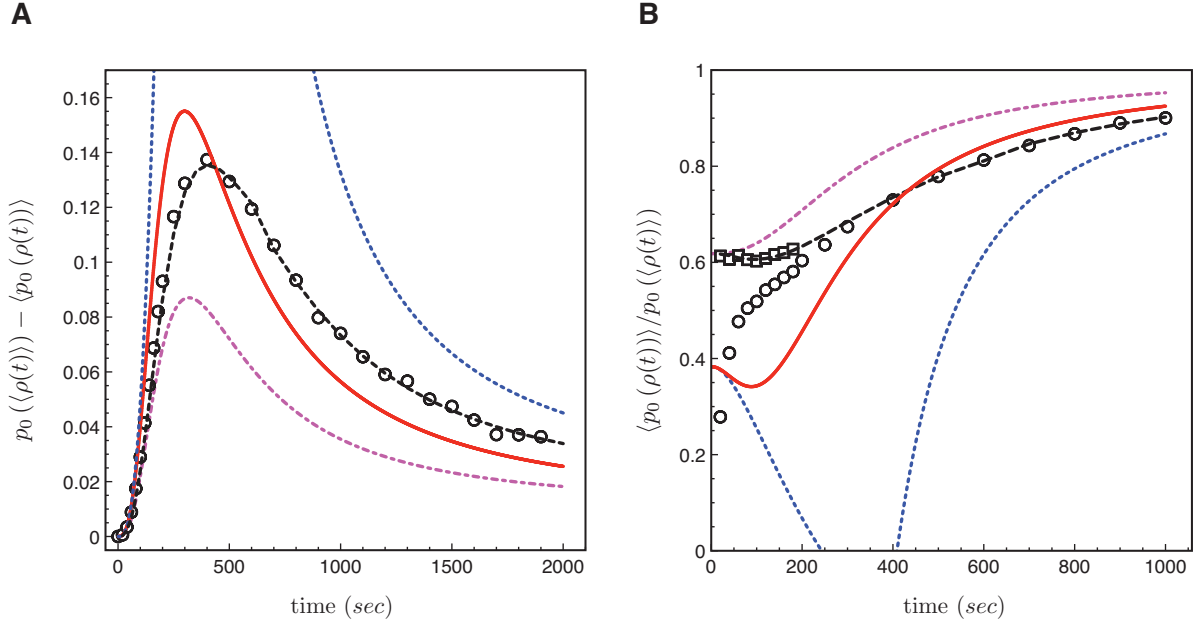 A
B
p₀(⟨ρ(t)⟩) − ⟨p₀(ρ(t))⟩
0.16
0.14
0.12
0.1
0.08
0.06
0.04
0.02
0
0 500 1000 1500 2000
time (sec)
⟨p₀(ρ(t))⟩/p₀(⟨ρ(t)⟩)
1
0.8
0.6
0.4
0.2
0
0 200 400 600 800 1000
time (sec)